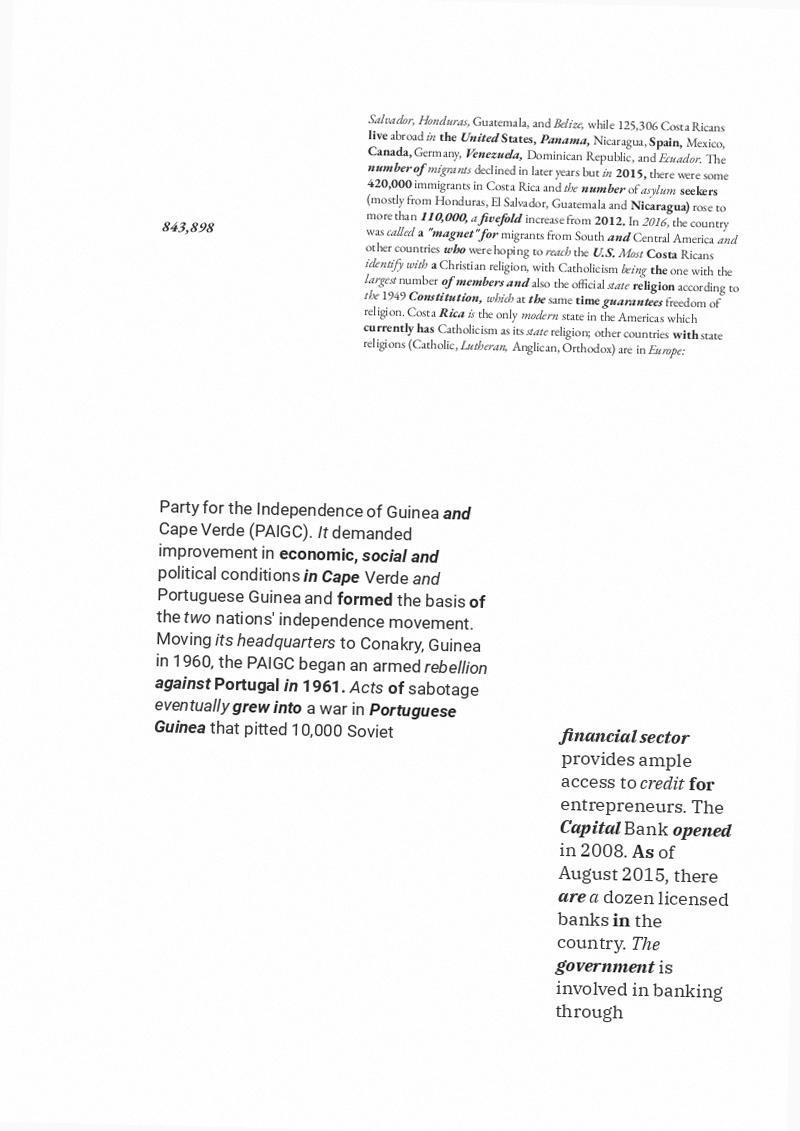 Salvador, Honduras, Guatemala, and Belize, while 125,306 Costa Ricans
live abroad in the United States, Panama, Nicaragua, Spain, Mexico,
Canada, Germany, Venezuela, Dominican Republic, and Ecuador. The
number of migrants declined in later years but in 2015, there were some
420,000 immigrants in Costa Rica and the number of asylum seekers
(mostly from Honduras, El Salvador, Guatemala and Nicaragua) rose to
more than 110,000, a fivefold increase from 2012. In 2016, the country
was called a "magnet" for migrants from South and Central America and
other countries who were hoping to reach the U.S. Most Costa Ricans
identify with a Christian religion, with Catholicism being the one with the
largest number of members and also the official state religion according to
the 1949 Constitution, which at the same time guarantees freedom of
religion. Costa Rica is the only modern state in the Americas which
currently has Catholicism as its state religion; other countries with state
religions (Catholic, Lutheran, Anglican, Orthodox) are in Europe:
843,898
Party for the Independence of Guinea and
Cape Verde (PAIGC). It demanded
improvement in economic, social and
political conditions in Cape Verde and
Portuguese Guinea and formed the basis of
the two nations' independence movement.
Moving its headquarters to Conakry, Guinea
in 1960, the PAIGC began an armed rebellion
against Portugal in 1961. Acts of sabotage
eventually grew into a war in Portuguese
Guinea that pitted 10,000 Soviet
financial sector
provides ample
access to credit for
entrepreneurs. The
Capital Bank opened
in 2008. As of
August 2015, there
are a dozen licensed
banks in the
country. The
government is
involved in banking
through